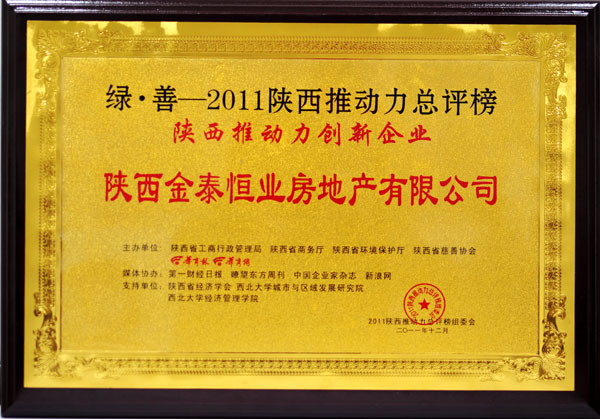 绿·善—2011陕西推动力总评榜
陕西推动力创新企业
陕西金泰恒业房地产有限公司
主办单位: 陕西省工商行政管理局 陕西省商务厅 陕西省环境保护厅 陕西省慈善协会
华商报 华商网
媒体协办: 第一财经日报 瞭望东方周刊 中国企业家杂志 新浪网
支持单位: 陕西省经济学会 西北大学城市与区域发展研究院
西北大学经济管理学院
2011陕西推动力总评榜组委会
二〇一一年十二月